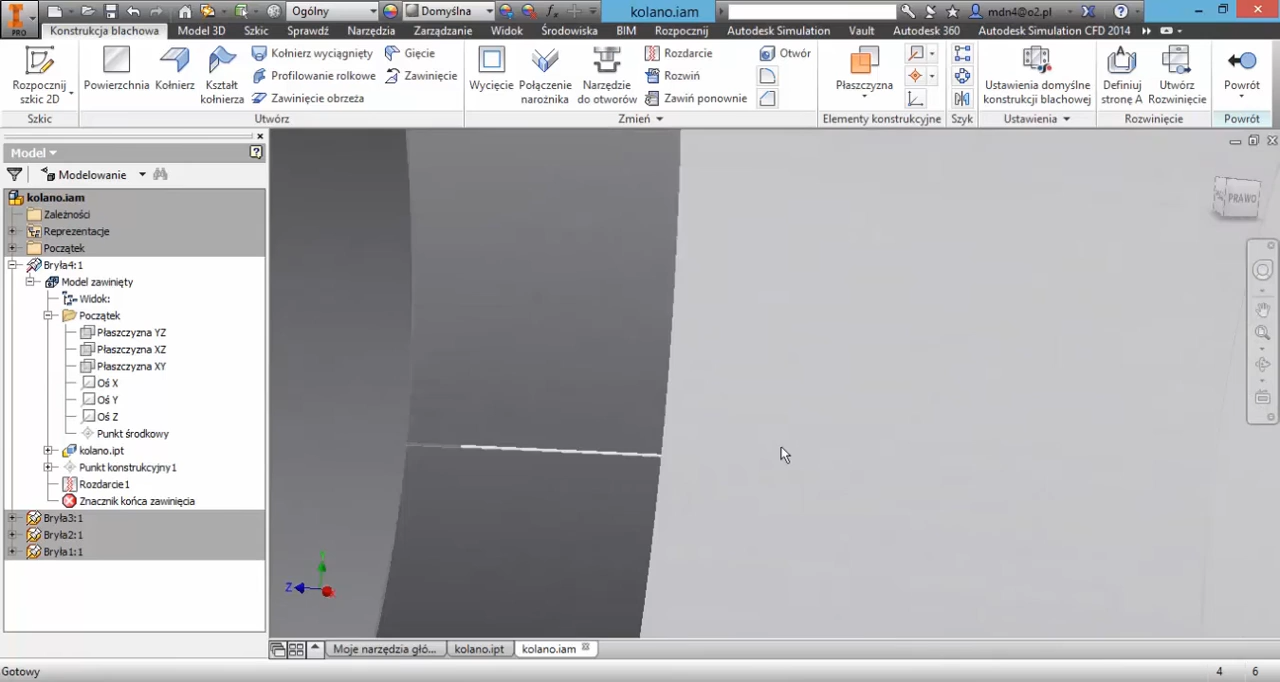 PRO
Ogólny
Domyślna
kolano.iam
mdn4@o2.pl
Konstrukcja blachowa
Model 3D
Szkic
Sprawdź
Narzędzia
Zarządzanie
Widok
Środowiska
BIM
Rozpocznij
Autodesk Simulation
Vault
Autodesk 360
Autodesk Simulation CFD 2014
Rozpocznij szkic 2D
Szkic
Powierzchnia
Kołnierz
Kształt kołnierza
Kołnierz wyciągnięty
Profilowanie rolkowe
Zawinięcie obrzeża
Gięcie
Zawinięcie
Utwórz
Wycięcie
Połączenie narożnika
Narzędzie do otworów
Rozdarcie
Rozwiń
Zawiń ponownie
Otwór
Zmień
Płaszczyzna
Elementy konstrukcyjne
Szyk
Ustawienia domyślne konstrukcji blachowej
Ustawienia
Definiuj stronę A
Utwórz Rozwinięcie
Rozwinięcie
Powrót
Powrót
Model
Modelowanie
kolano.iam
Zależności
Reprezentacje
Początek
Bryła4:1
Model zawinięty
Widok:
Początek
Płaszczyzna YZ
Płaszczyzna XZ
Płaszczyzna XY
Oś X
Oś Y
Oś Z
Punkt środkowy
kolano.ipt
Punkt konstrukcyjny1
Rozdarcie1
Znacznik końca zawinięcia
Bryła3:1
Bryła2:1
Bryła1:1
PRAWO
Z
Moje narzędzia głó...
kolano.ipt
kolano.iam
Gotowy
4
6